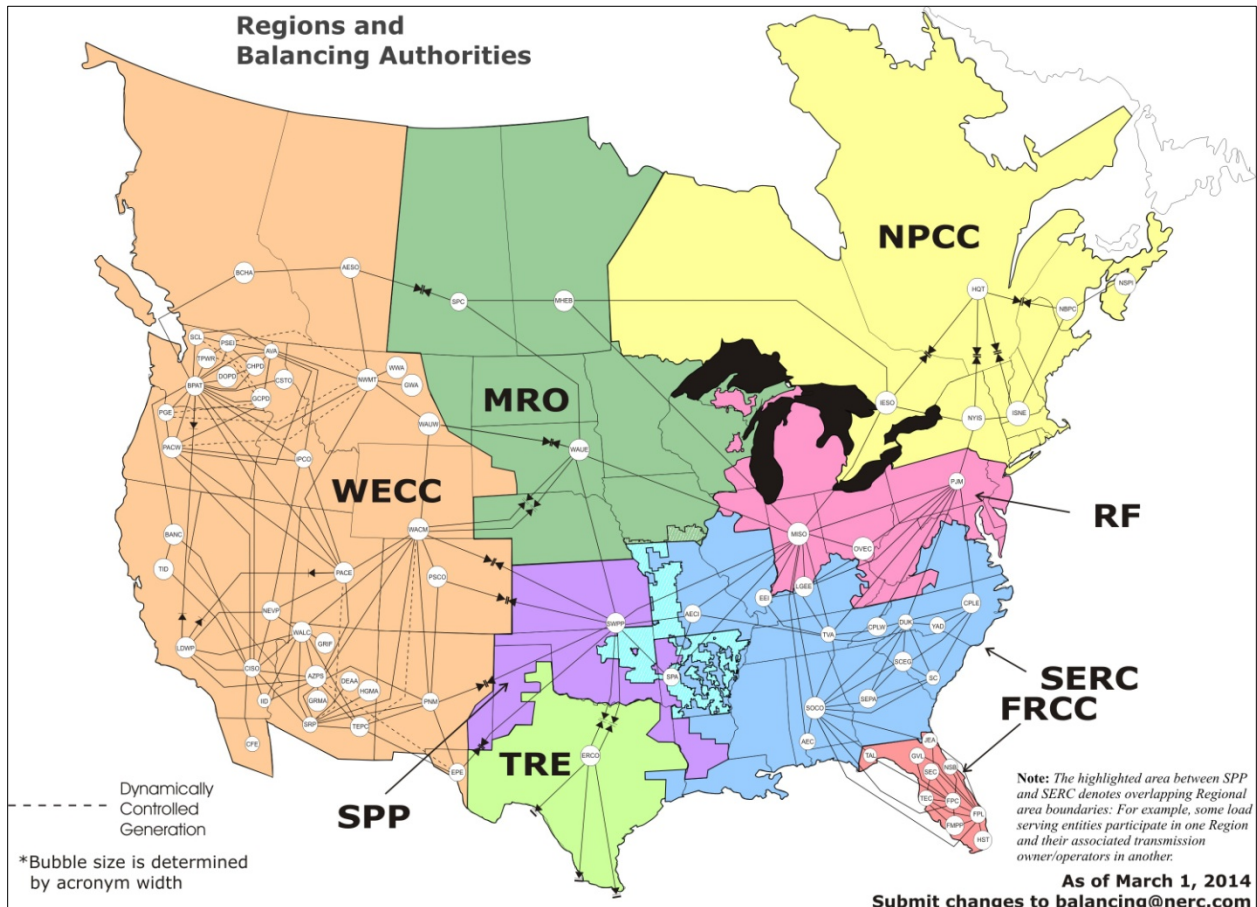 Regions and
Balancing Authorities
NPCC
MRO
WECC
RF
SERC
FRCC
TRE
SPP
BCHA
AESO
SPC
MHEB
HQT
NBPC
NSPI
SCL
PSEI
AVA
TPWR
CHPD
DOPD
CSTO
BPAT
GCPD
PGE
PACW
IPCO
NWMT
WWA
GWA
WAUW
WAUE
IESO
NYIS
ISNE
PJM
WACM
MISO
OVEC
LGEE
BANC
TID
PACE
PSCO
NEVP
WALC
GRIF
LDWP
CISO
AZPS
DEAA
HGMA
GRMA
IID
SRP
TEPC
PNM
CFE
EPE
SWPP
AECI
SPA
EEI
TVA
CPLW
DUK
YAD
CPLE
SCEG
SC
SEPA
SOCO
AEC
ERCO
JEA
TAL
GVL
NSB
SEC
TEC
FPC
FPL
FMPP
HST
Dynamically
Controlled
Generation
*Bubble size is determined
by acronym width
Note: The highlighted area between SPP
and SERC denotes overlapping Regional
area boundaries: For example, some load
serving entities participate in one Region
and their associated transmission
owner/operators in another.
As of March 1, 2014
Submit changes to balancing@nerc.com